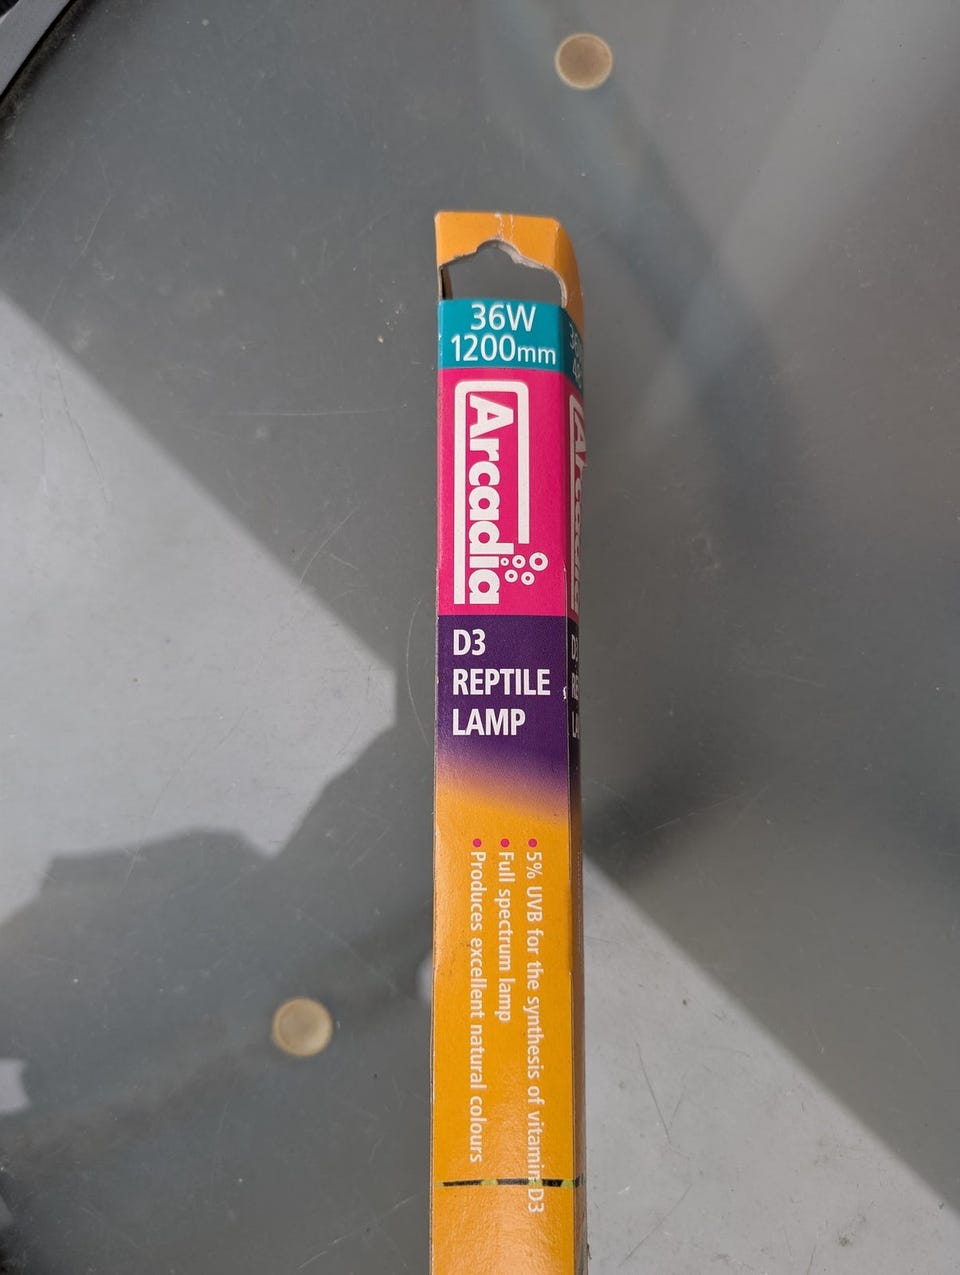 36W
1200mm
Arcadia
D3
REPTILE
LAMP
• 5% UVB for the synthesis of vitamin D3
• Full spectrum lamp
• Produces excellent natural colours